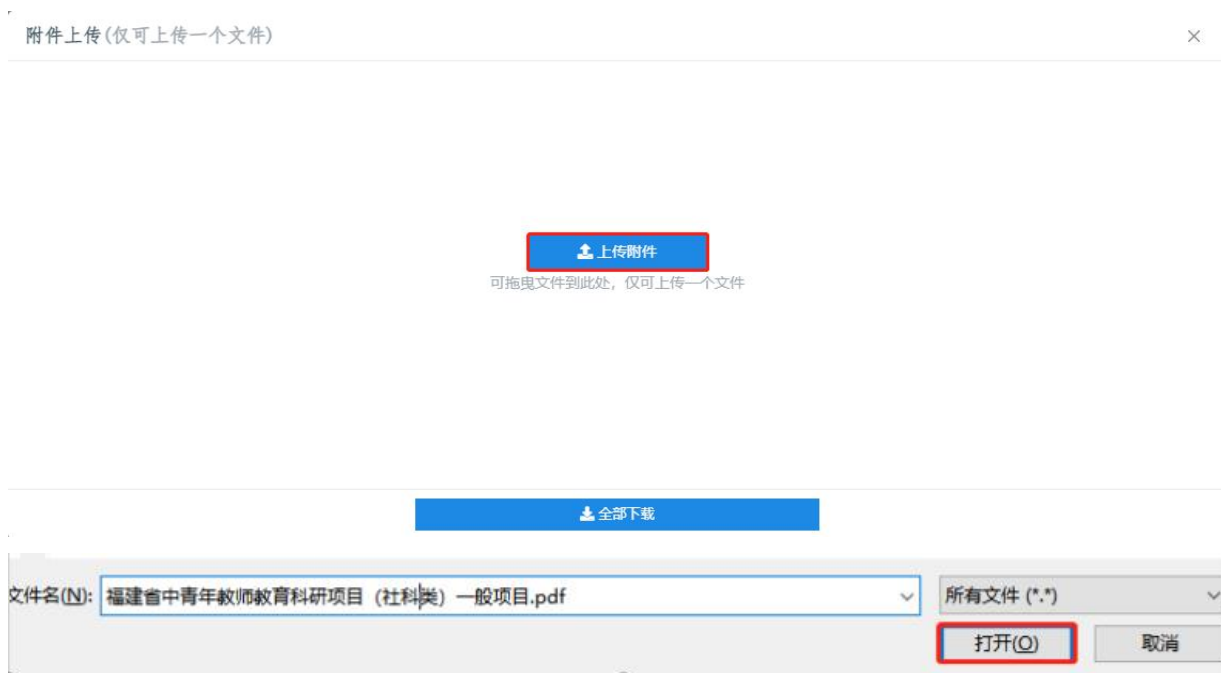 附件上传(仅可上传一个文件)
上传附件
可拖曳文件到此处，仅可上传一个文件
全部下载
文件名(N): 福建省中青年教师教育科研项目（社科类）一般项目.pdf 所有文件 (*.*)
打开(O) 取消